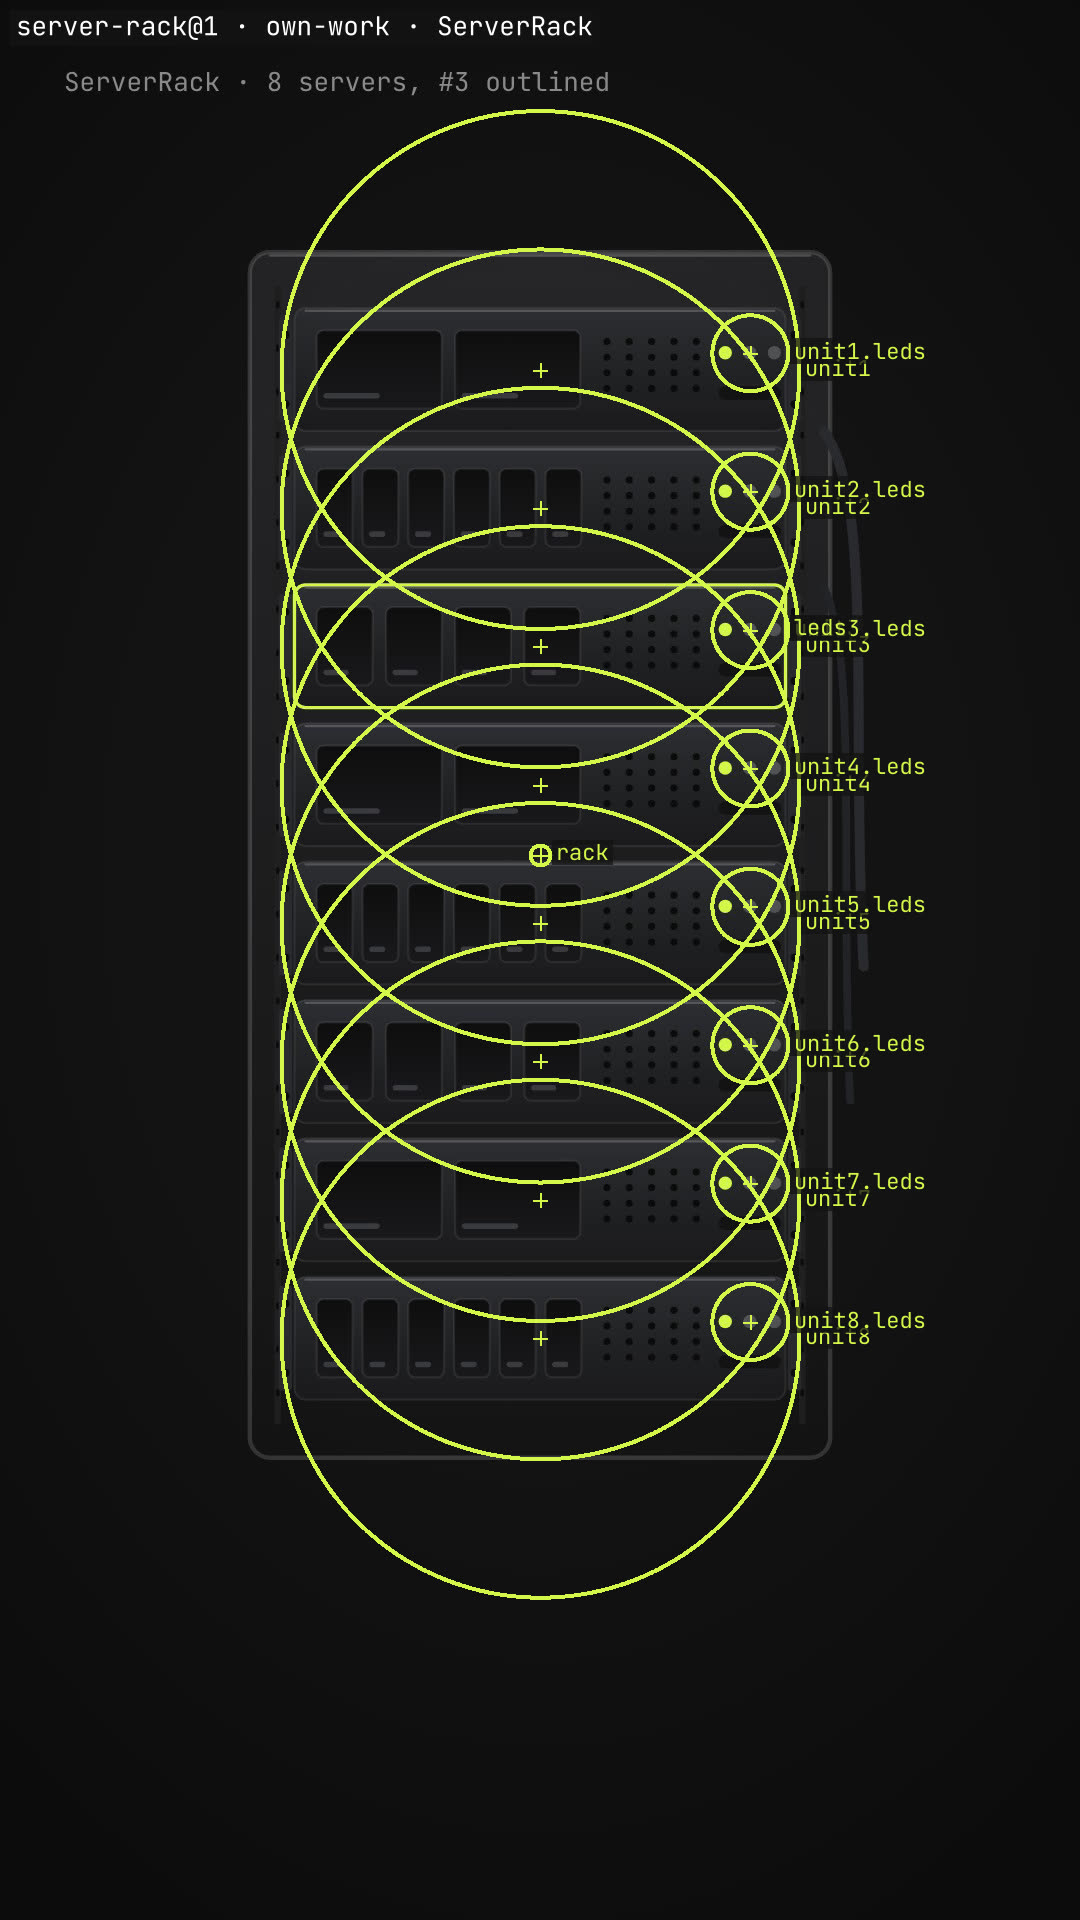 server-rack@1 · own-work · ServerRack
ServerRack · 8 servers, #3 outlined
unit1.leds
unit1
unit2.leds
unit2
leds3.leds
unit3
unit4.leds
unit4
rack
unit5.leds
unit5
unit6.leds
unit6
unit7.leds
unit7
unit8.leds
unit8